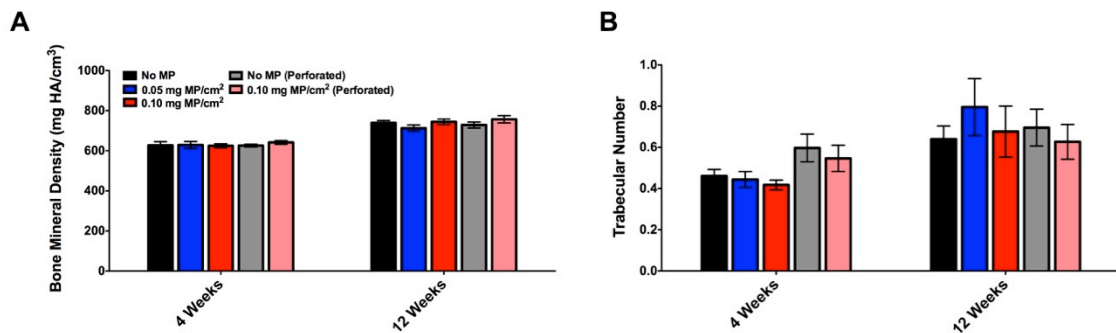 A
Bone Mineral Density (mg HA/cm³)
1000
800
600
400
200
0
No MP
0.05 mg MP/cm²
0.10 mg MP/cm²
No MP (Perforated)
0.10 mg MP/cm² (Perforated)
4 Weeks
12 Weeks
B
Trabecular Number
1.0
0.8
0.6
0.4
0.2
0.0
4 Weeks
12 Weeks